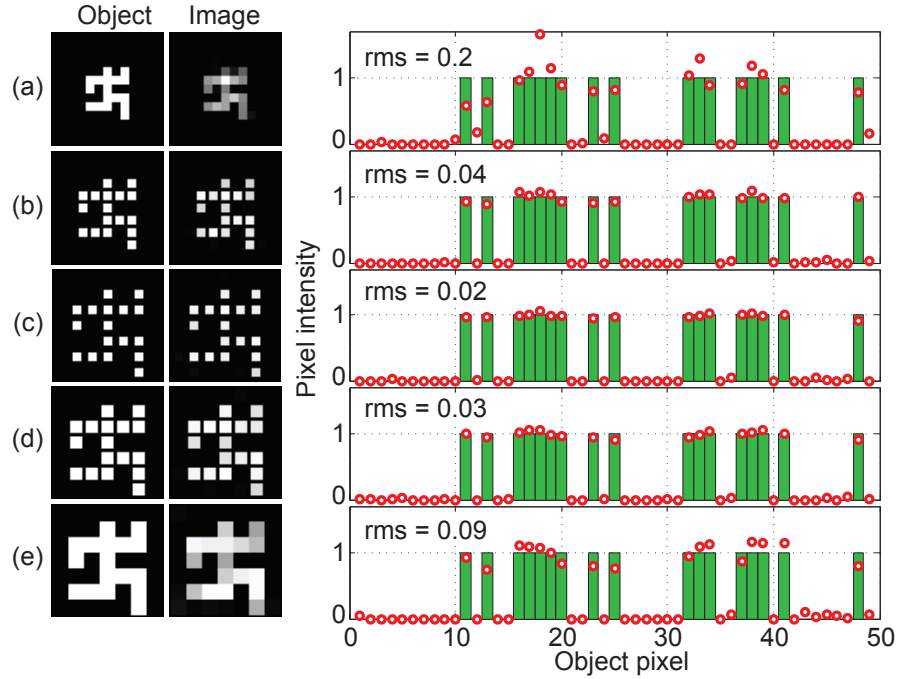 Object Image
(a)
(b)
(c)
(d)
(e)
Pixel intensity
rms = 0.2
1
0
rms = 0.04
1
0
rms = 0.02
1
0
rms = 0.03
1
0
rms = 0.09
1
0
0 10 20 30 40 50
Object pixel